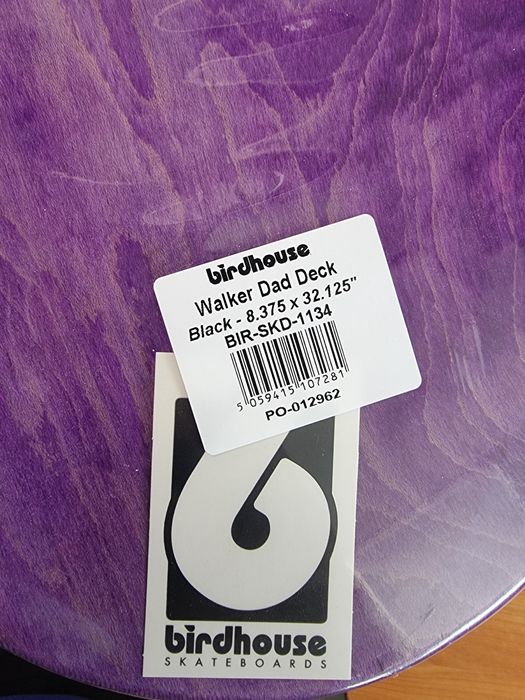 birdhouse
Walker Dad Deck
Black - 8.375 x 32.125"
BIR-SKD-1134
5 059415 107281
PO-012962
birdhouse
SKATEBOARDS